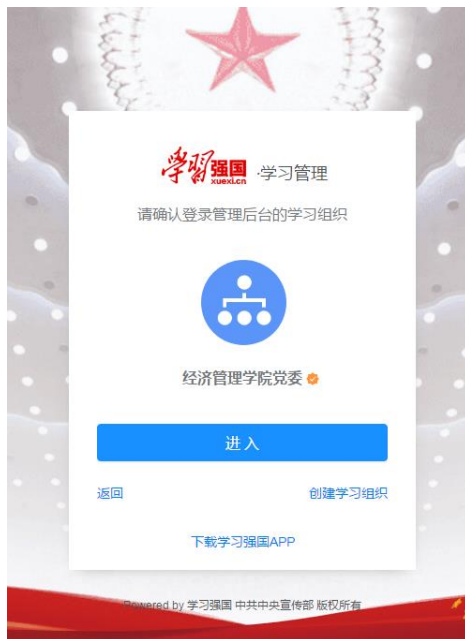 学习强国 ·学习管理
xuexi.cn
请确认登录管理后台的学习组织
经济管理学院党委
进入
返回 创建学习组织
下载学习强国APP
Powered by 学习强国 中共中央宣传部 版权所有